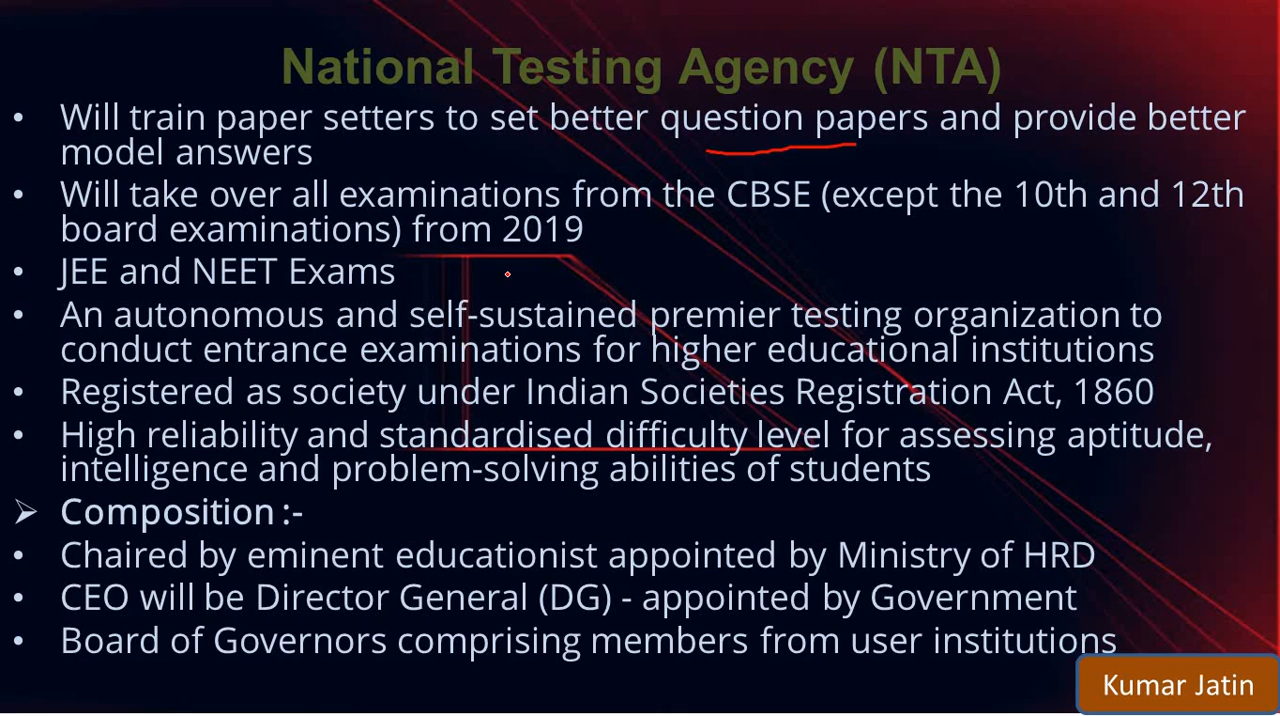 National Testing Agency (NTA)
• Will train paper setters to set better question papers and provide better
model answers
• Will take over all examinations from the CBSE (except the 10th and 12th
board examinations) from 2019
• JEE and NEET Exams
• An autonomous and self-sustained premier testing organization to
conduct entrance examinations for higher educational institutions
• Registered as society under Indian Societies Registration Act, 1860
• High reliability and standardised difficulty level for assessing aptitude,
intelligence and problem-solving abilities of students
➢ Composition :-
• Chaired by eminent educationist appointed by Ministry of HRD
• CEO will be Director General (DG) - appointed by Government
• Board of Governors comprising members from user institutions
Kumar Jatin